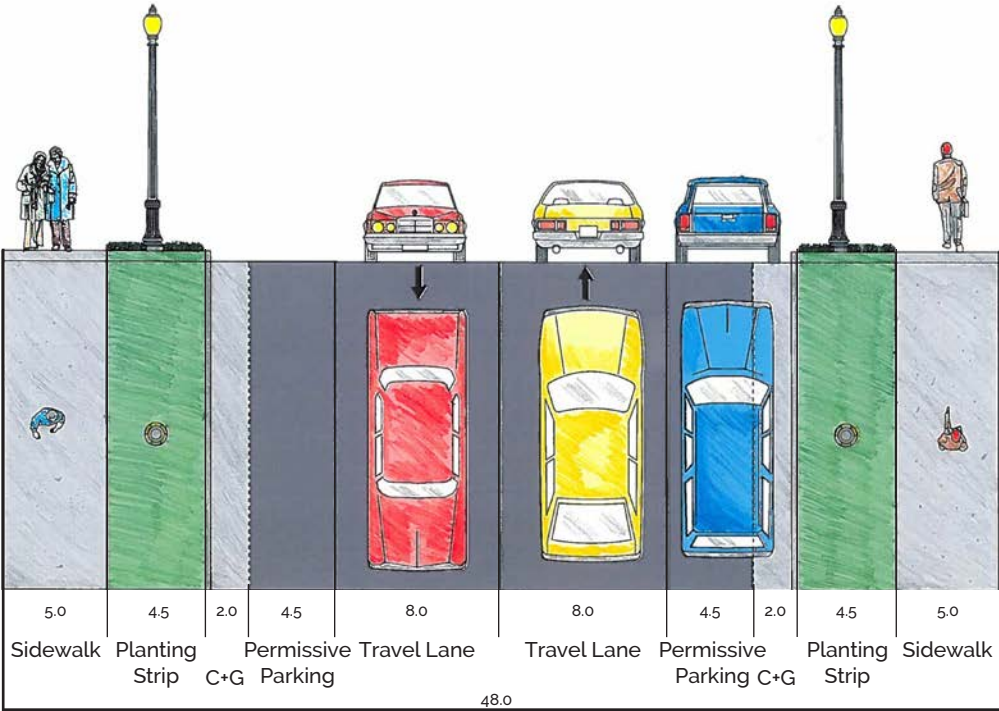 5.0 4.5 2.0 4.5 8.0 8.0 4.5 2.0 4.5 5.0
Sidewalk Planting Permissive Travel Lane Travel Lane Permissive Planting Sidewalk
Strip C+G Parking Parking C+G Strip
48.0